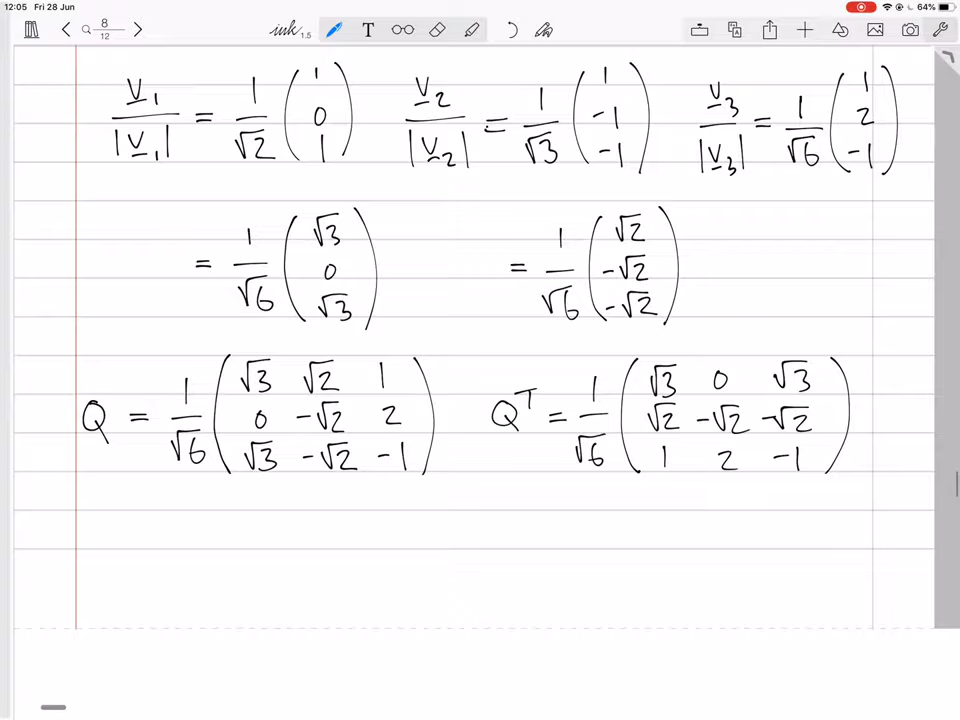 12:05 Fri 28 Jun 64%
8
12
ink 1.5 T
v₁/|v₁| = 1/√2 (1 0 1) v₂/|v₂| = 1/√3 (1 -1 -1) v₃/|v₃| = 1/√6 (1 2 -1)
= 1/√6 (√3 0 √3) = 1/√6 (√2 -√2 -√2)
Q = 1/√6 (√3 √2 1 Qᵀ = 1/√6 (√3 0 √3
0 -√2 2 √2 -√2 -√2
√3 -√2 -1) 1 2 -1)